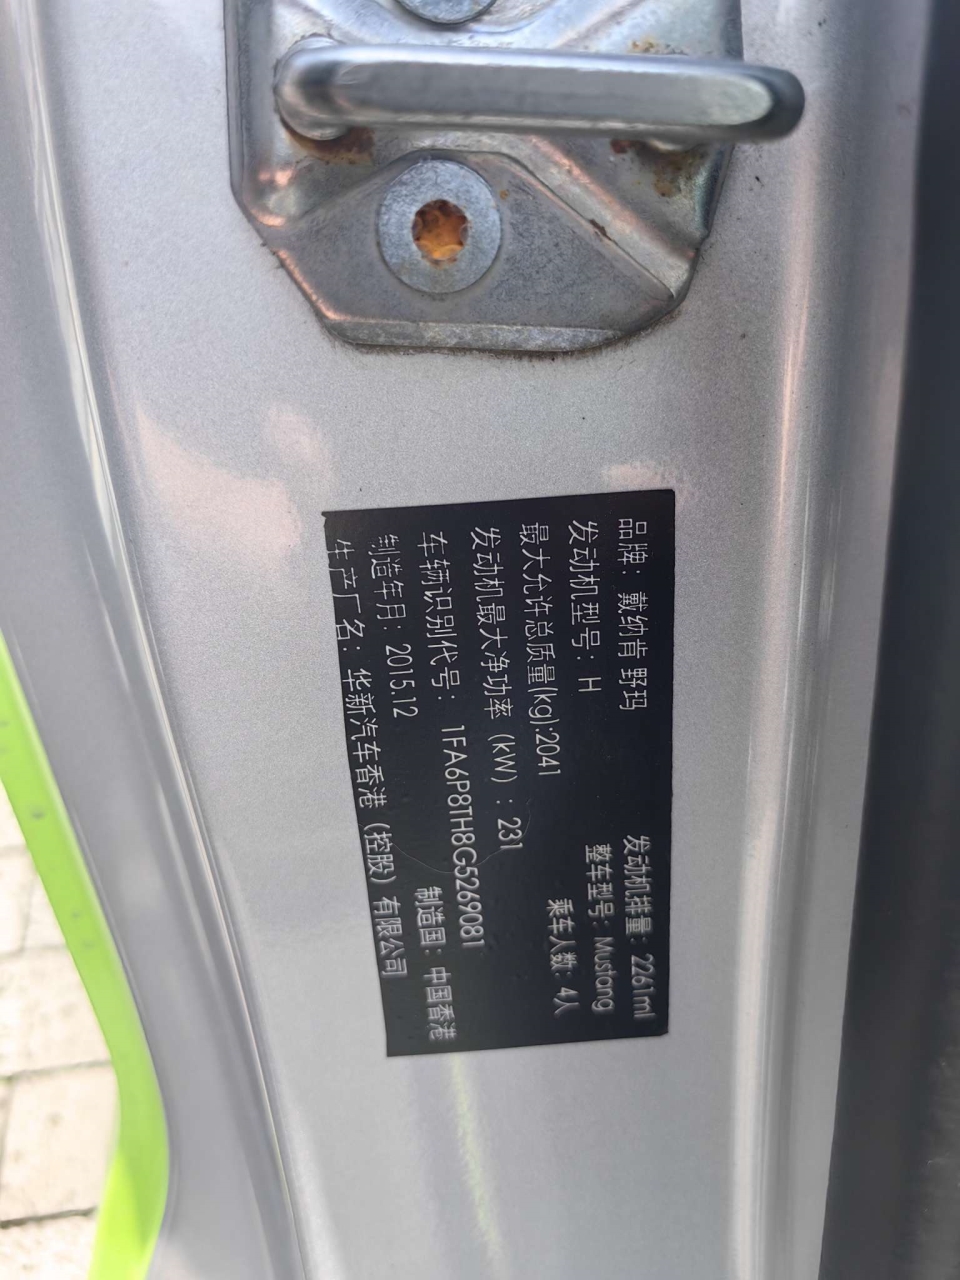 品牌：戴纳肯 野玛 发动机排量：2261ml
发动机型号：H 整车型号：Mustang
最大允许总质量(kg):2041 乘车人数：4人
发动机最大净功率（kW）：231
车辆识别代号：1FA6P8TH8G5269081
制造年月：2015.12 制造国：中国香港
生产厂名：华新汽车香港（控股）有限公司